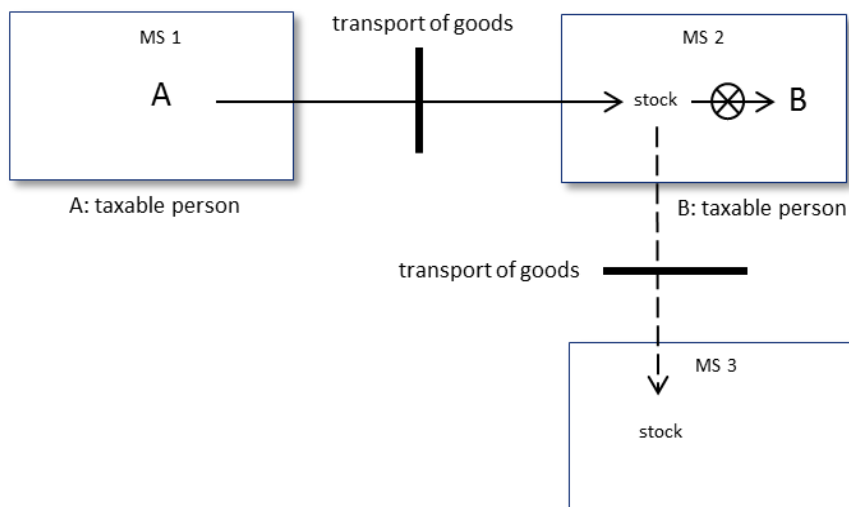 transport of goods
MS 1
MS 2
A
stock
B
A: taxable person
B: taxable person
transport of goods
MS 3
stock